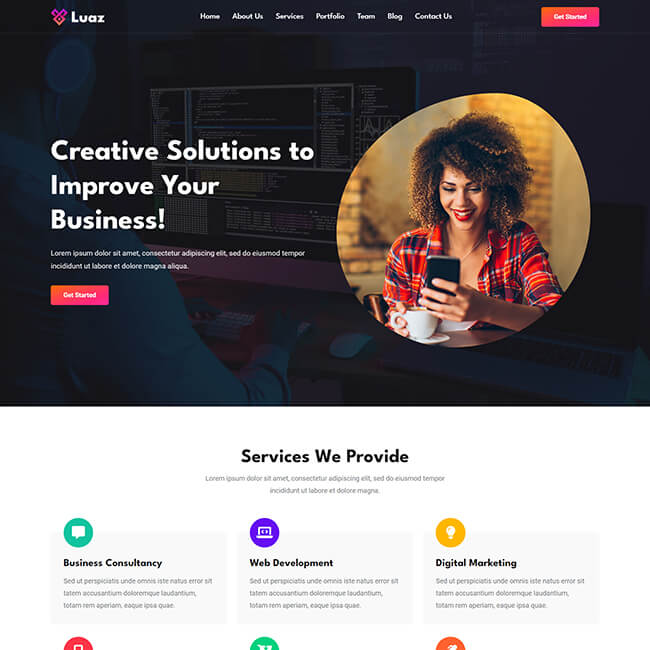 Luaz
Home About Us Services Portfolio Team Blog Contact Us
Get Started
Creative Solutions to
Improve Your
Business!
Lorem ipsum dolor sit amet, consectetur adipiscing elit, sed do eiusmod tempor
incididunt ut labore et dolore magna aliqua.
Get Started
Services We Provide
Lorem ipsum dolor sit amet, consectetur adipiscing elit, sed do eiusmod tempor
incididunt ut labore et dolore magna.
Business Consultancy
Sed ut perspiciatis unde omnis iste natus error sit
tatem accusantium doloremque laudantium,
totam rem aperiam, eaque ipsa quae.
Web Development
Sed ut perspiciatis unde omnis iste natus error sit
tatem accusantium doloremque laudantium,
totam rem aperiam, eaque ipsa quae.
Digital Marketing
Sed ut perspiciatis unde omnis iste natus error sit
tatem accusantium doloremque laudantium,
totam rem aperiam, eaque ipsa quae.